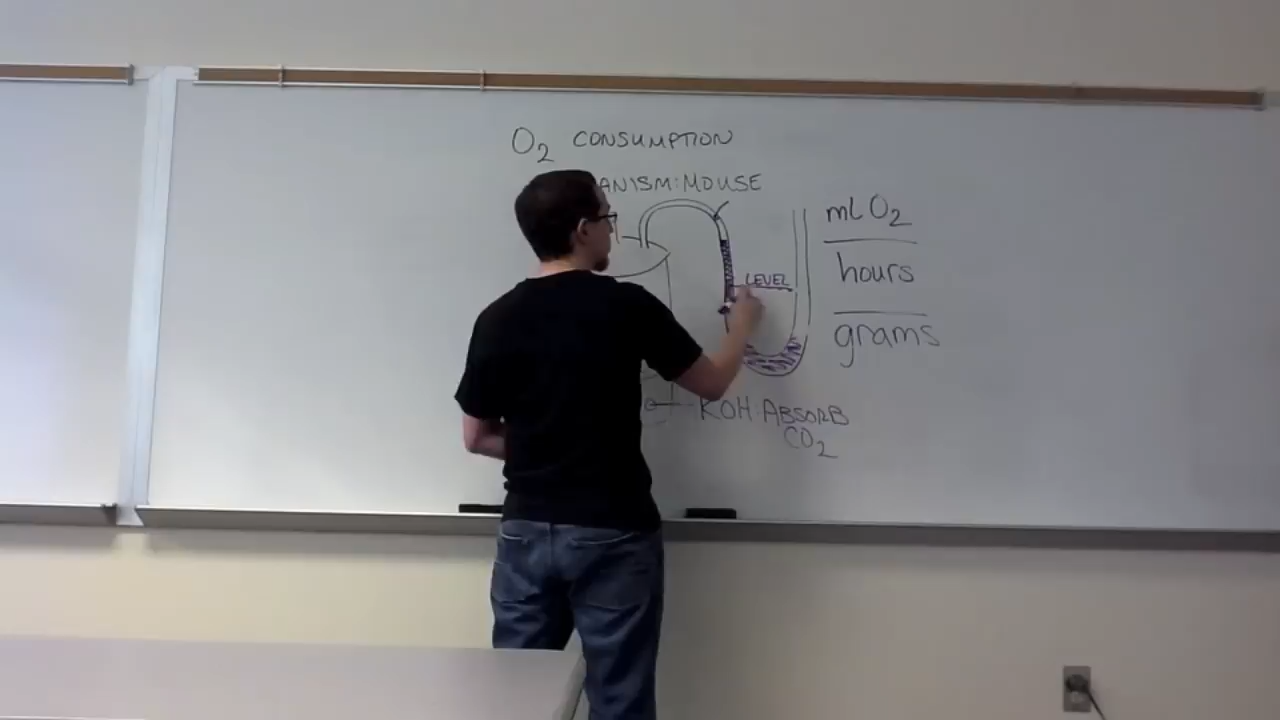 O2 CONSUMPTION
ANISM: MOUSE
mL O2
hours
grams
LEVEL
KOH: ABSORB
CO2